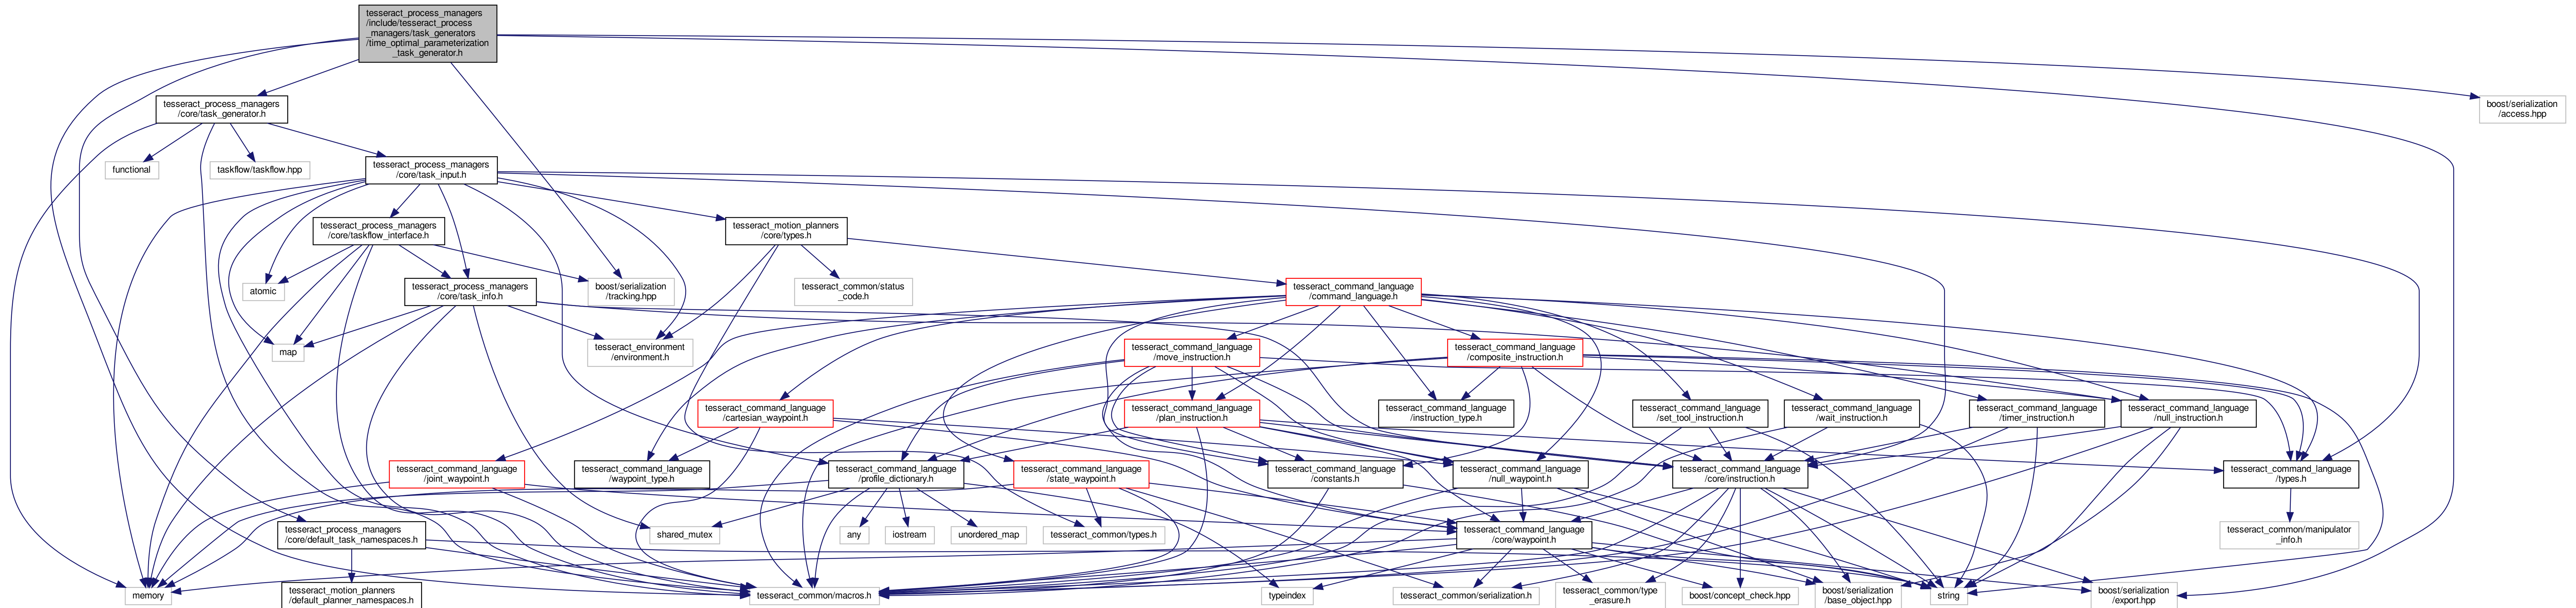 tesseract_process_managers
/include/tesseract_process
_managers/task_generators
/time_optimal_parameterization
_task_generator.h
tesseract_process_managers
/core/task_generator.h
boost/serialization
/access.hpp
functional
taskflow/taskflow.hpp
tesseract_process_managers
/core/task_input.h
tesseract_process_managers
/core/taskflow_interface.h
tesseract_motion_planners
/core/types.h
atomic
tesseract_process_managers
/core/task_info.h
boost/serialization
/tracking.hpp
tesseract_common/status
_code.h
tesseract_command_language
/command_language.h
map
tesseract_environment
/environment.h
tesseract_command_language
/move_instruction.h
tesseract_command_language
/composite_instruction.h
tesseract_command_language
/cartesian_waypoint.h
tesseract_command_language
/plan_instruction.h
tesseract_command_language
/instruction_type.h
tesseract_command_language
/set_tool_instruction.h
tesseract_command_language
/wait_instruction.h
tesseract_command_language
/timer_instruction.h
tesseract_command_language
/null_instruction.h
tesseract_command_language
/joint_waypoint.h
tesseract_command_language
/waypoint_type.h
tesseract_command_language
/profile_dictionary.h
tesseract_command_language
/state_waypoint.h
tesseract_command_language
/constants.h
tesseract_command_language
/null_waypoint.h
tesseract_command_language
/core/instruction.h
tesseract_command_language
/types.h
tesseract_process_managers
/core/default_task_namespaces.h
shared_mutex
any
iostream
unordered_map
tesseract_common/types.h
tesseract_command_language
/core/waypoint.h
tesseract_common/manipulator
_info.h
memory
tesseract_motion_planners
/default_planner_namespaces.h
tesseract_common/macros.h
typeindex
tesseract_common/serialization.h
tesseract_common/type
_erasure.h
boost/concept_check.hpp
boost/serialization
/base_object.hpp
string
boost/serialization
/export.hpp